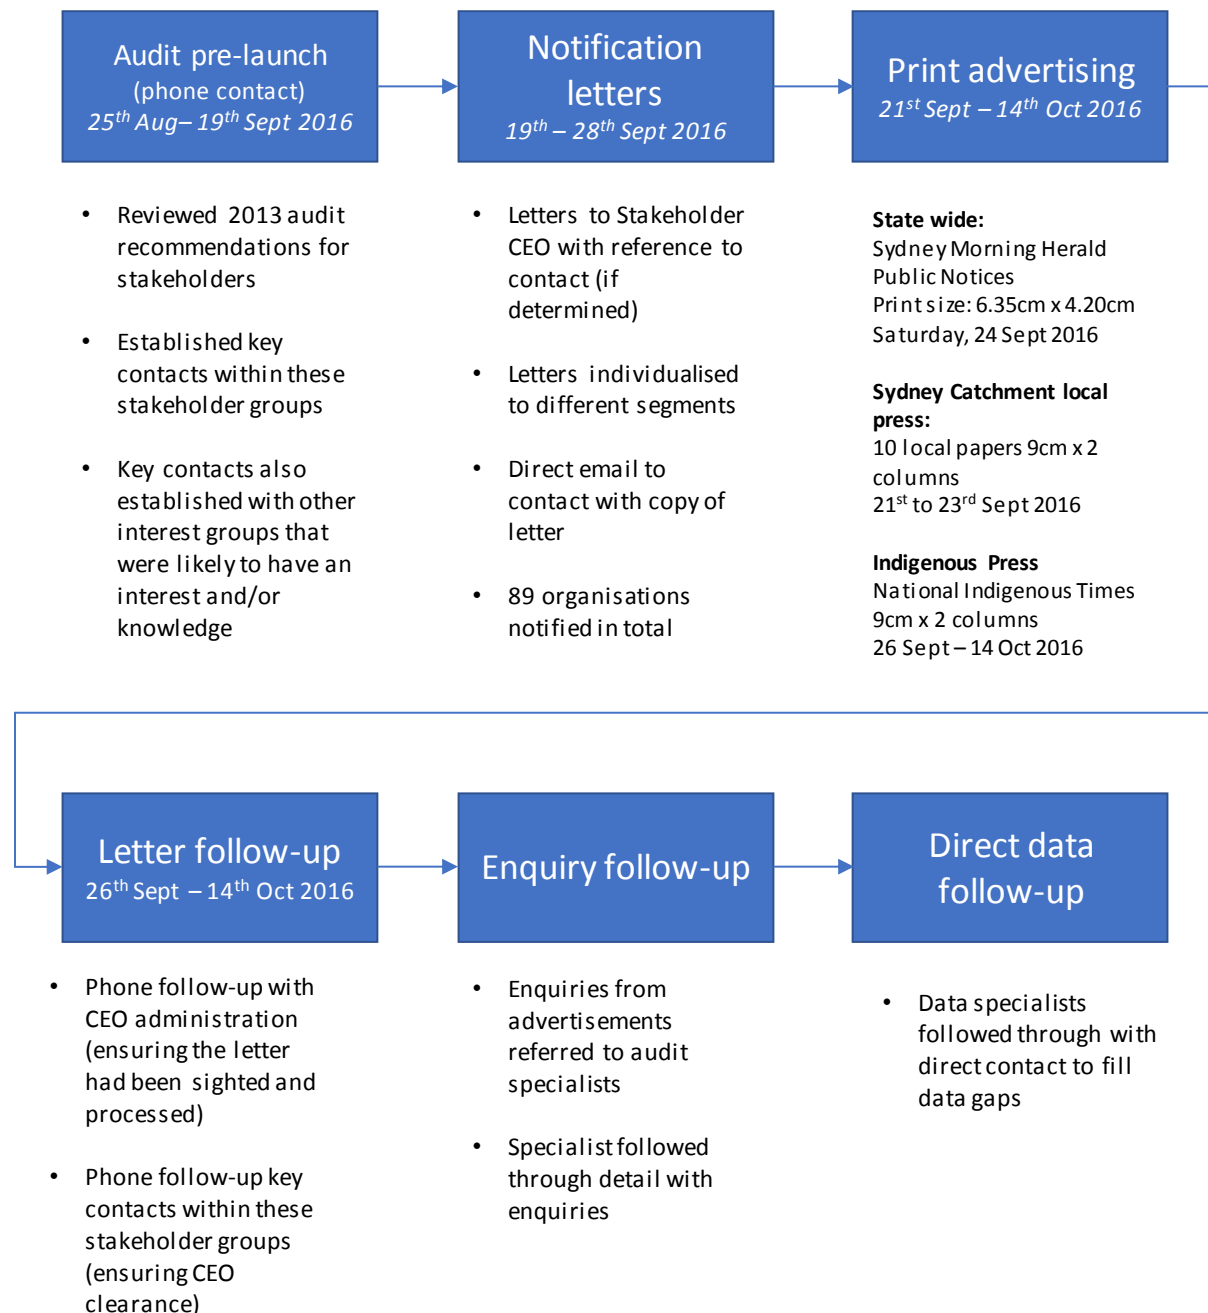 Audit pre-launch
(phone contact)
25th Aug– 19th Sept 2016
Notification
letters
19th – 28th Sept 2016
Print advertising
21st Sept – 14th Oct 2016
• Reviewed 2013 audit
recommendations for
stakeholders
• Established key
contacts within these
stakeholder groups
• Key contacts also
established with other
interest groups that
were likely to have an
interest and/or
knowledge
• Letters to Stakeholder
CEO with reference to
contact (if
determined)
• Letters individualised
to different segments
• Direct email to
contact with copy of
letter
• 89 organisations
notified in total
State wide:
Sydney Morning Herald
Public Notices
Print size: 6.35cm x 4.20cm
Saturday, 24 Sept 2016
Sydney Catchment local
press:
10 local papers 9cm x 2
columns
21st to 23rd Sept 2016
Indigenous Press
National Indigenous Times
9cm x 2 columns
26 Sept – 14 Oct 2016
Letter follow-up
26th Sept – 14th Oct 2016
Enquiry follow-up
Direct data
follow-up
• Phone follow-up with
CEO administration
(ensuring the letter
had been sighted and
processed)
• Phone follow-up key
contacts within these
stakeholder groups
(ensuring CEO
clearance)
• Enquiries from
advertisements
referred to audit
specialists
• Specialist followed
through detail with
enquiries
• Data specialists
followed through with
direct contact to fill
data gaps